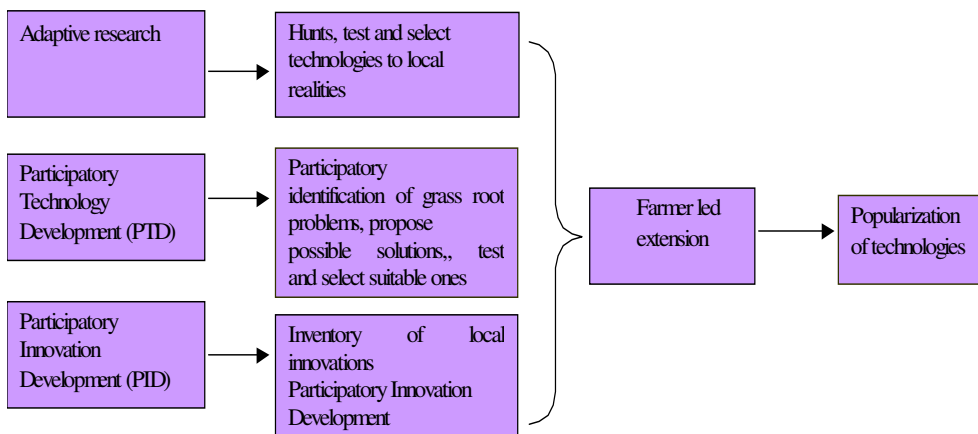 Adaptive research
Hunts, test and select
technologies to local
realities
Participatory
Technology
Development (PTD)
Participatory
identification of grass root
problems, propose
possible solutions,, test
and select suitable ones
Participatory
Innovation
Development (PID)
Inventory of local
innovations
Participatory Innovation
Development
Farmer led
extension
Popularization
of technologies